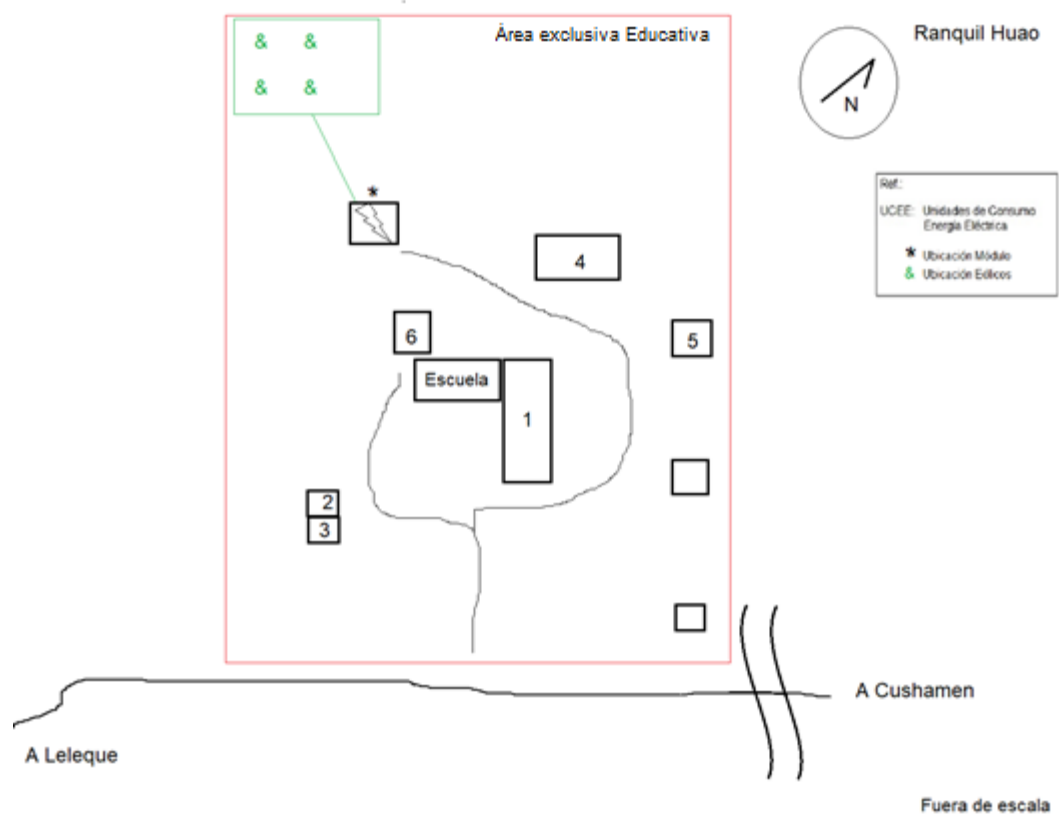 Área exclusiva Educativa
Ranquil Huao
& &
& &
N
Ref.:
UCEE: Unidades de Consumo
Energía Eléctrica
* Ubicación Módulo
& Ubicación Eólicos
*
4
5
6
Escuela
1
2
3
A Cushamen
A Leleque
Fuera de escala